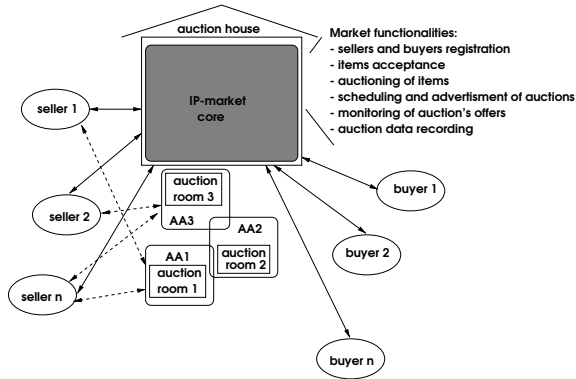 auction house
Market functionalities:
- sellers and buyers registration
- items acceptance
- auctioning of items
- scheduling and advertisment of auctions
- monitoring of auction's offers
- auction data recording
IP-market
core
seller 1
seller 2
seller n
auction
room 3
AA3
AA2
auction
room 2
AA1
auction
room 1
buyer 1
buyer 2
buyer n